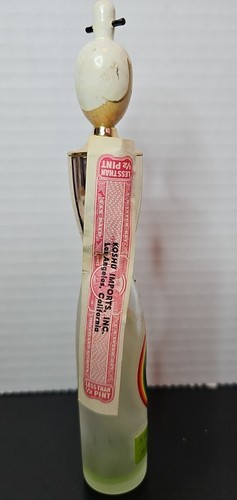 LESS THAN
½ PINT
KOSHU IMPORTS, INC.
Los Angeles, California
LESS THAN
½ PINT